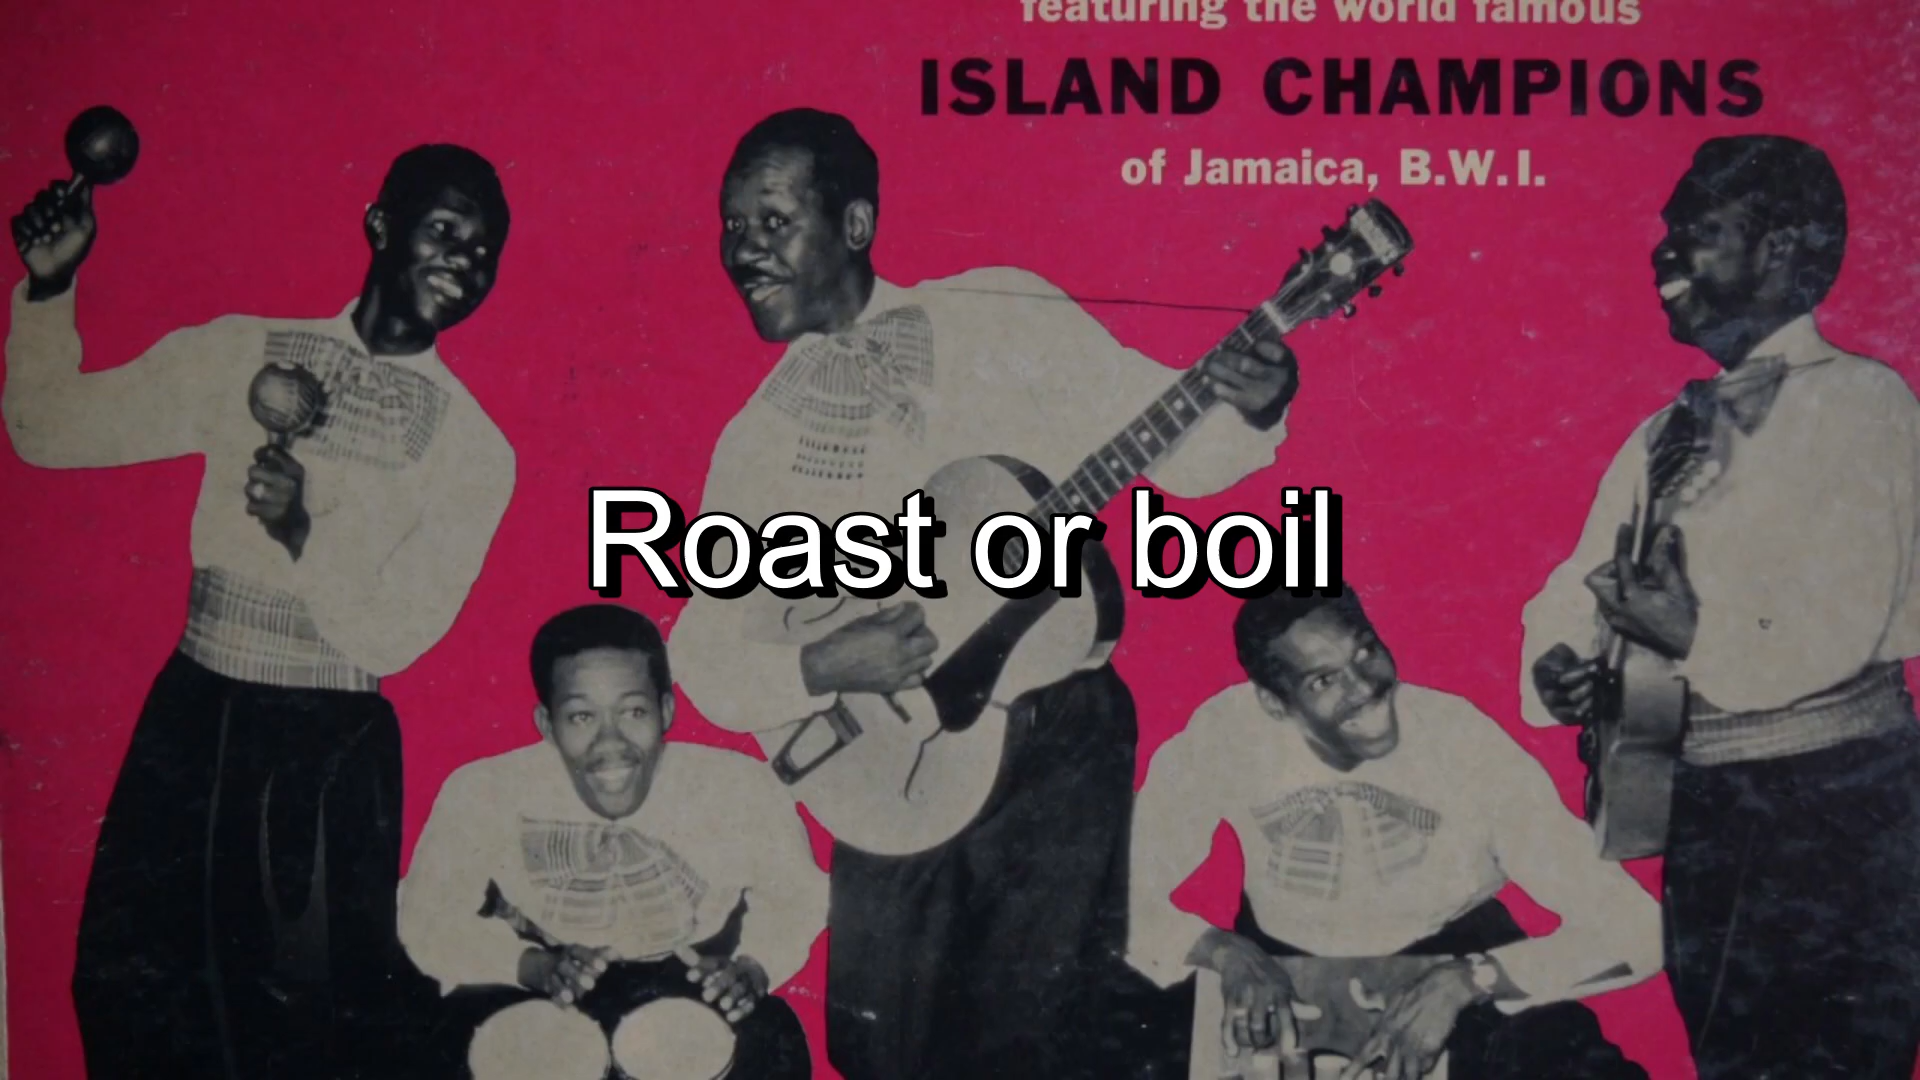 featuring the world famous
ISLAND CHAMPIONS
of Jamaica, B.W.I.
Roast or boil